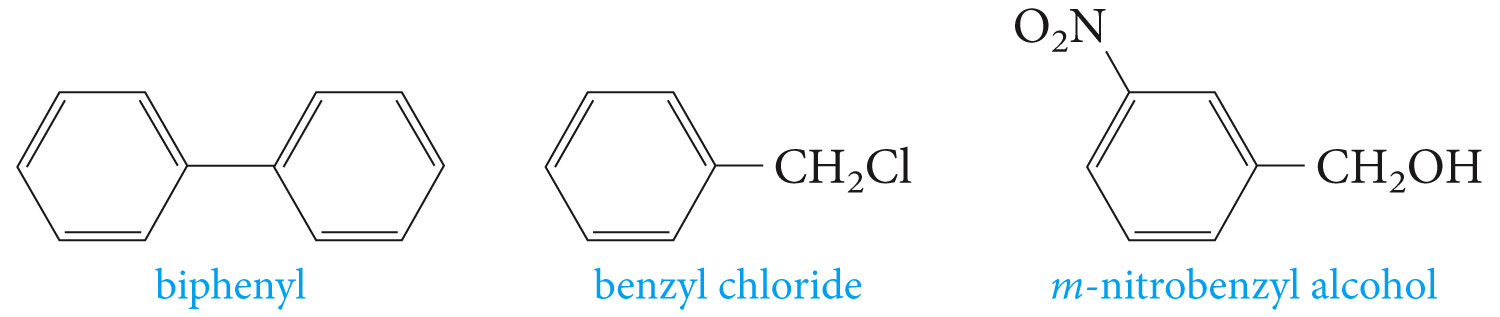 O₂N
CH₂Cl
CH₂OH
biphenyl
benzyl chloride
m-nitrobenzyl alcohol